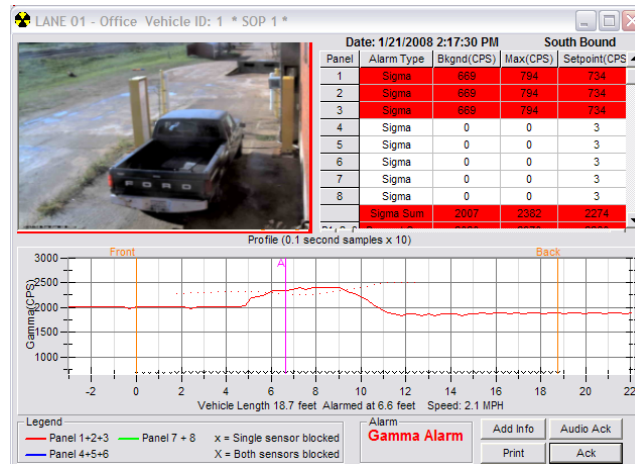 LANE 01 - Office Vehicle ID: 1 * SOP 1 *
Date: 1/21/2008 2:17:30 PM South Bound
Panel Alarm Type Bkgnd(CPS) Max(CPS) Setpoint(CPS
1 Sigma 669 794 734
2 Sigma 669 794 734
3 Sigma 669 794 734
4 Sigma 0 0 3
5 Sigma 0 0 3
6 Sigma 0 0 3
7 Sigma 0 0 3
8 Sigma 0 0 3
Sigma Sum 2007 2382 2274
FORD
Profile (0.1 second samples x 10)
Front A Back
Gamma(CPS)
3000
2500
2000
1500
1000
-2 0 2 4 6 8 10 12 14 16 18 20 22
Vehicle Length 18.7 feet Alarmed at 6.6 feet Speed: 2.1 MPH
Legend
Panel 1+2+3 Panel 7 + 8 x = Single sensor blocked
Panel 4+5+6 X = Both sensors blocked
Alarm
Gamma Alarm
Add Info Audio Ack
Print Ack